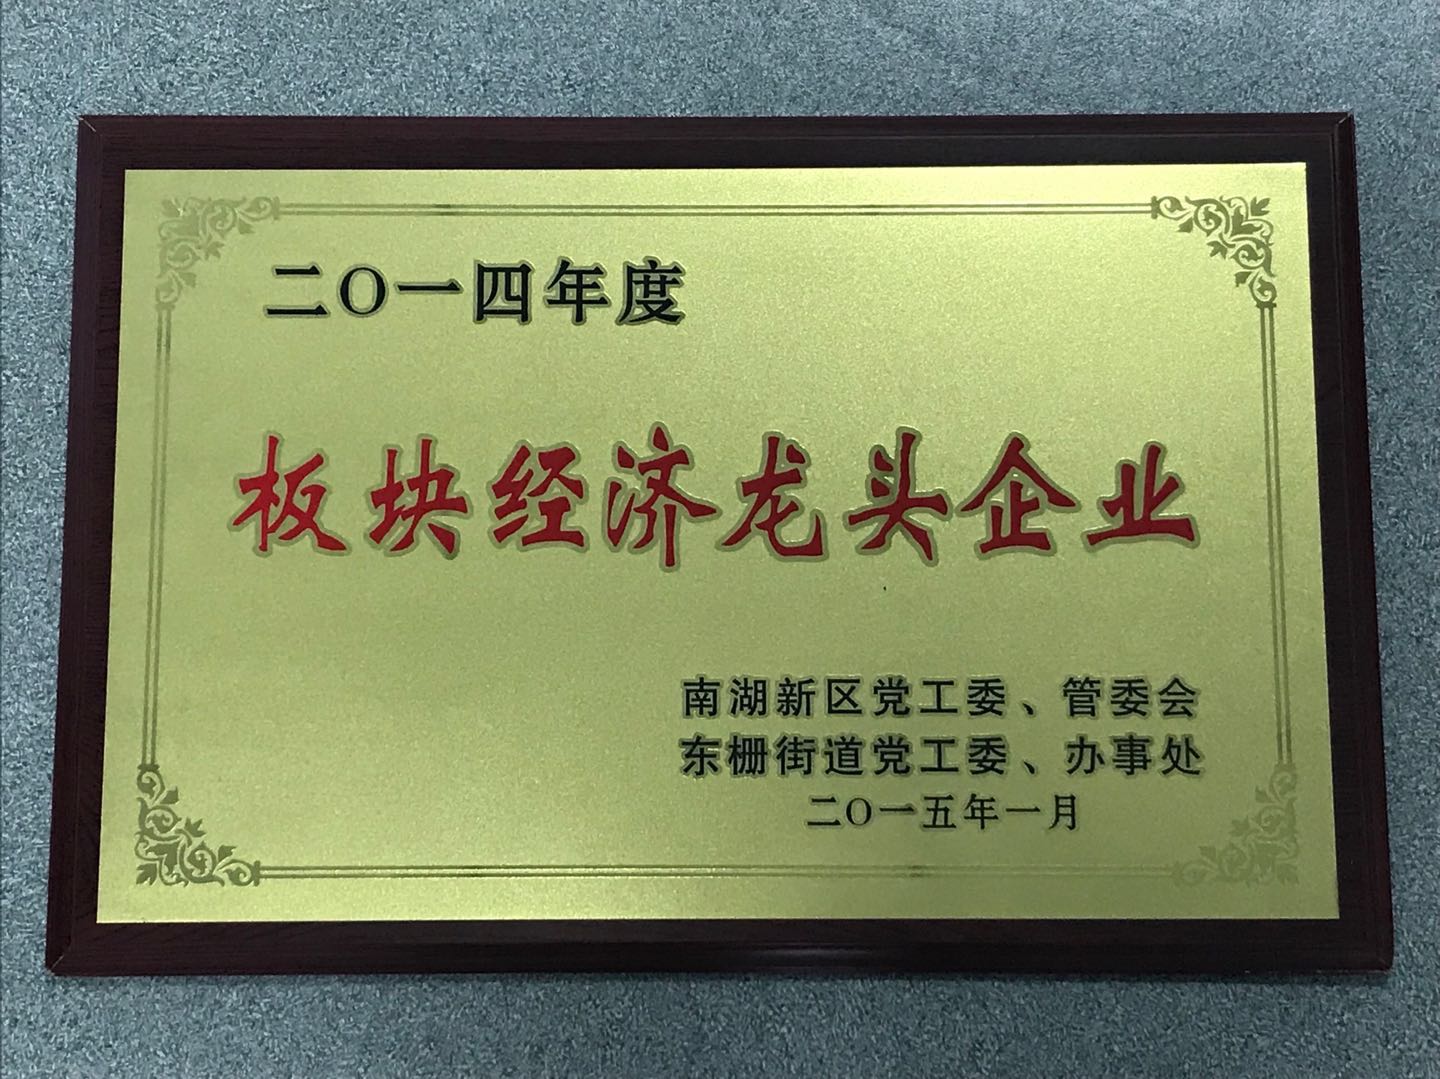 二〇一四年度
板块经济龙头企业
南湖新区党工委、管委会
东栅街道党工委、办事处
二〇一五年一月